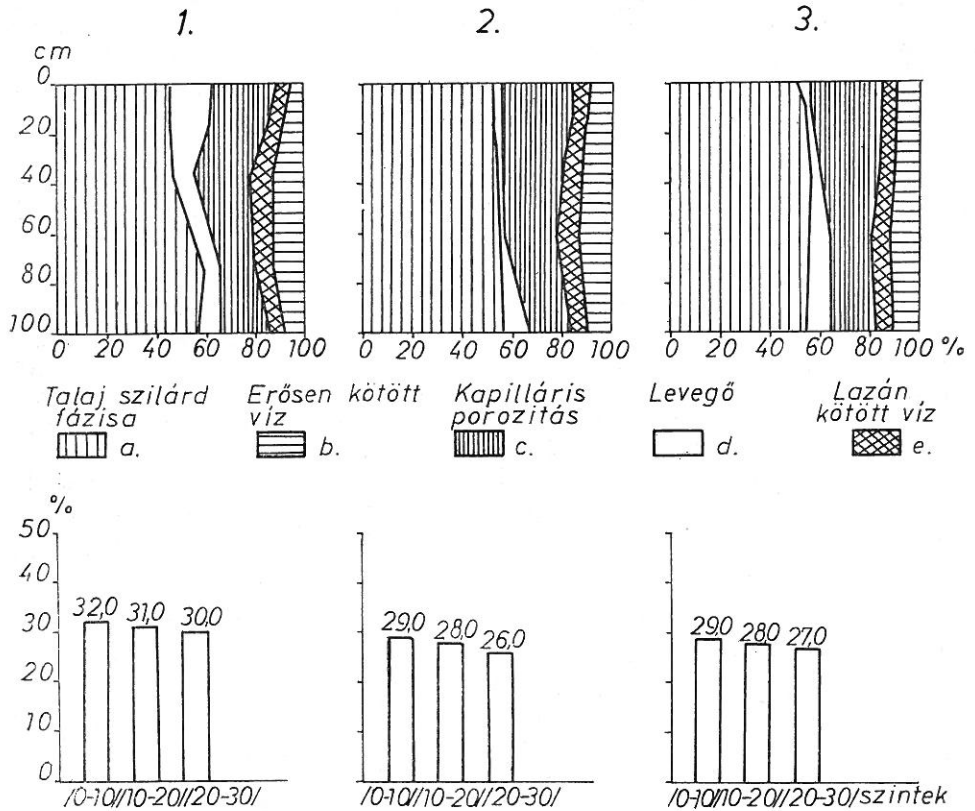 1. 2. 3.
cm
0
20
40
60
80
100
0 20 40 60 80 100 0 20 40 60 80 100 0 20 40 60 80 100 %
Talaj szilárd fázisa a.
Erősen kötött víz b.
Kapilláris porozitás c.
Levegő d.
Lazán kötött víz e.
%
50
40
30
20
10
0
32,0 31,0 30,0
29,0 28,0 26,0
29,0 28,0 27,0
/0-10//10-20//20-30/ /0-10//10-20//20-30/ /0-10//10-20//20-30/szintek